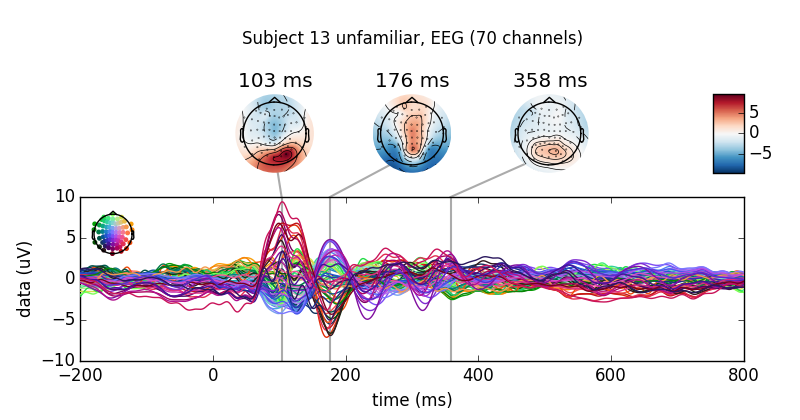 Subject 13 unfamiliar, EEG (70 channels)
103 ms 176 ms 358 ms
5
0
−5
10
5
0
−5
−10
data (uV)
−200 0 200 400 600 800
time (ms)